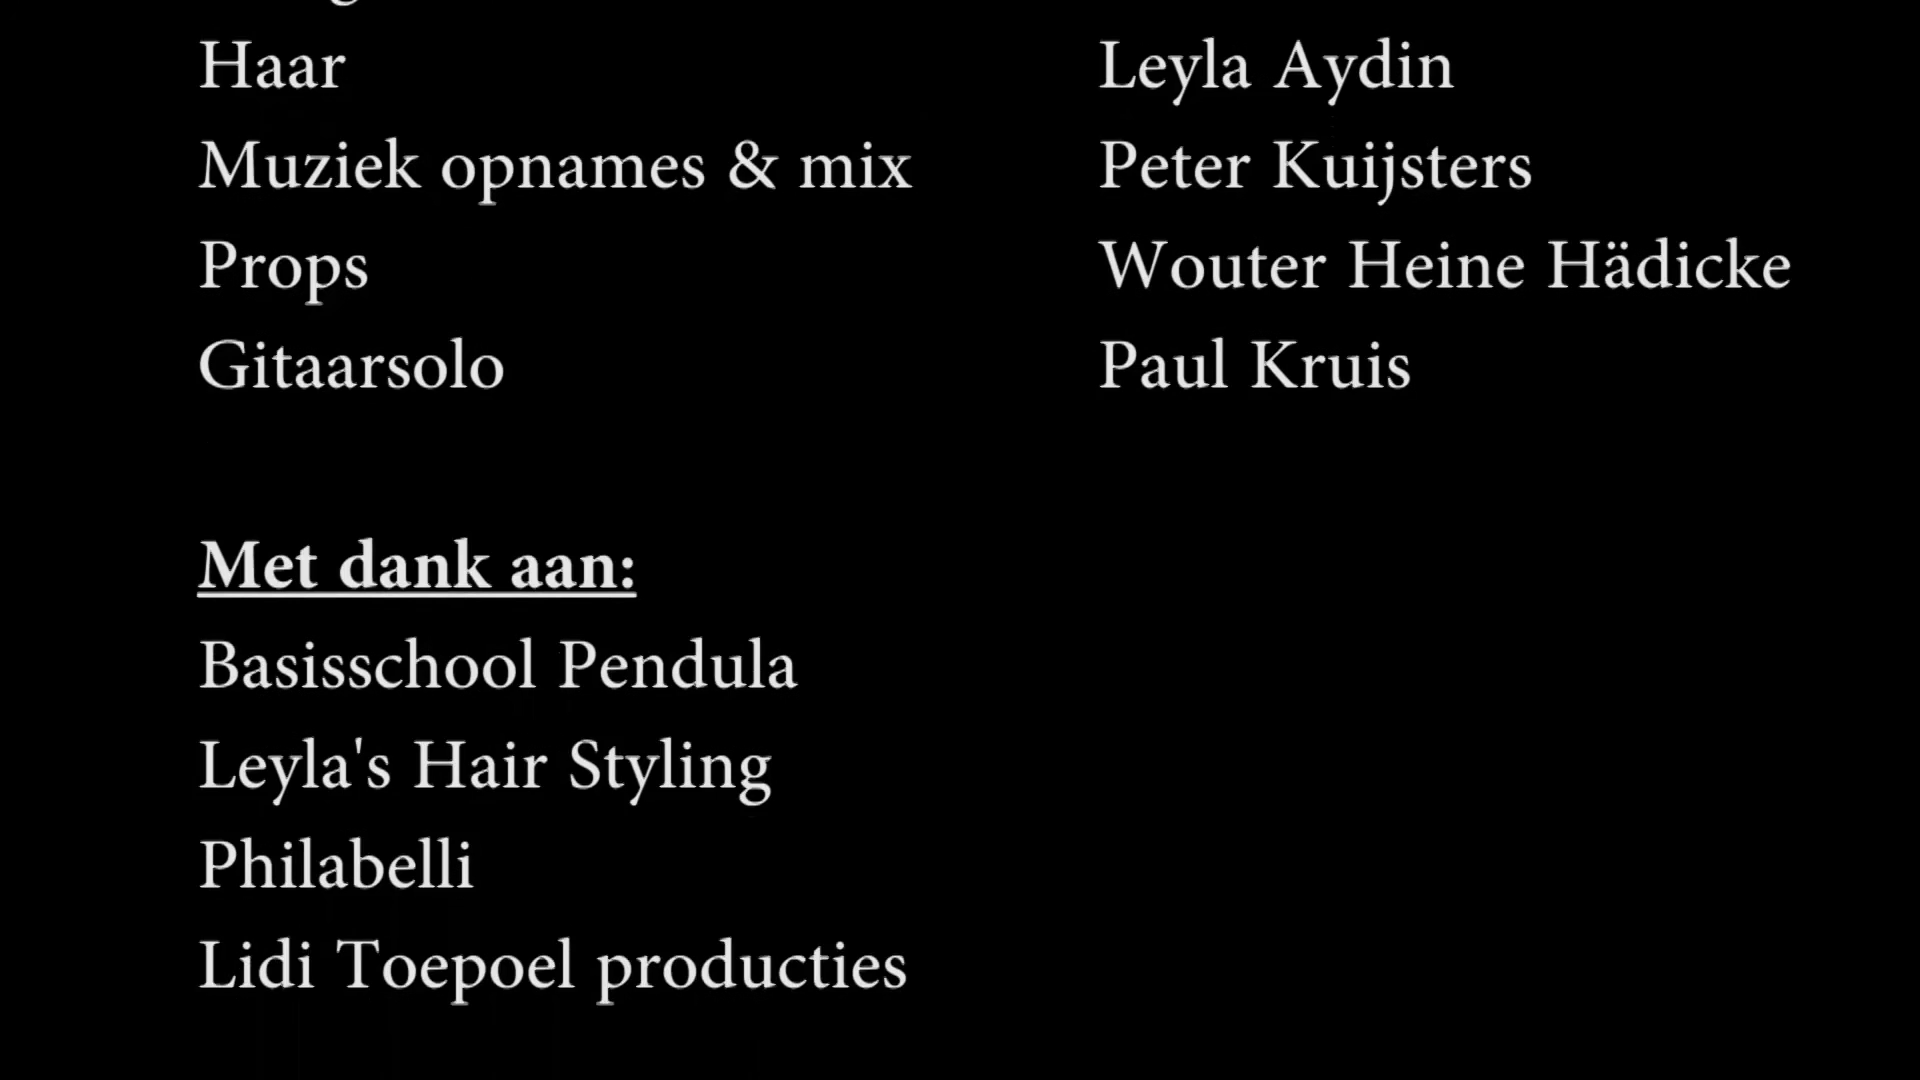 Haar Leyla Aydin
Muziek opnames & mix Peter Kuijsters
Props Wouter Heine Hädicke
Gitaarsolo Paul Kruis
Met dank aan:
Basisschool Pendula
Leyla's Hair Styling
Philabelli
Lidi Toepoel producties